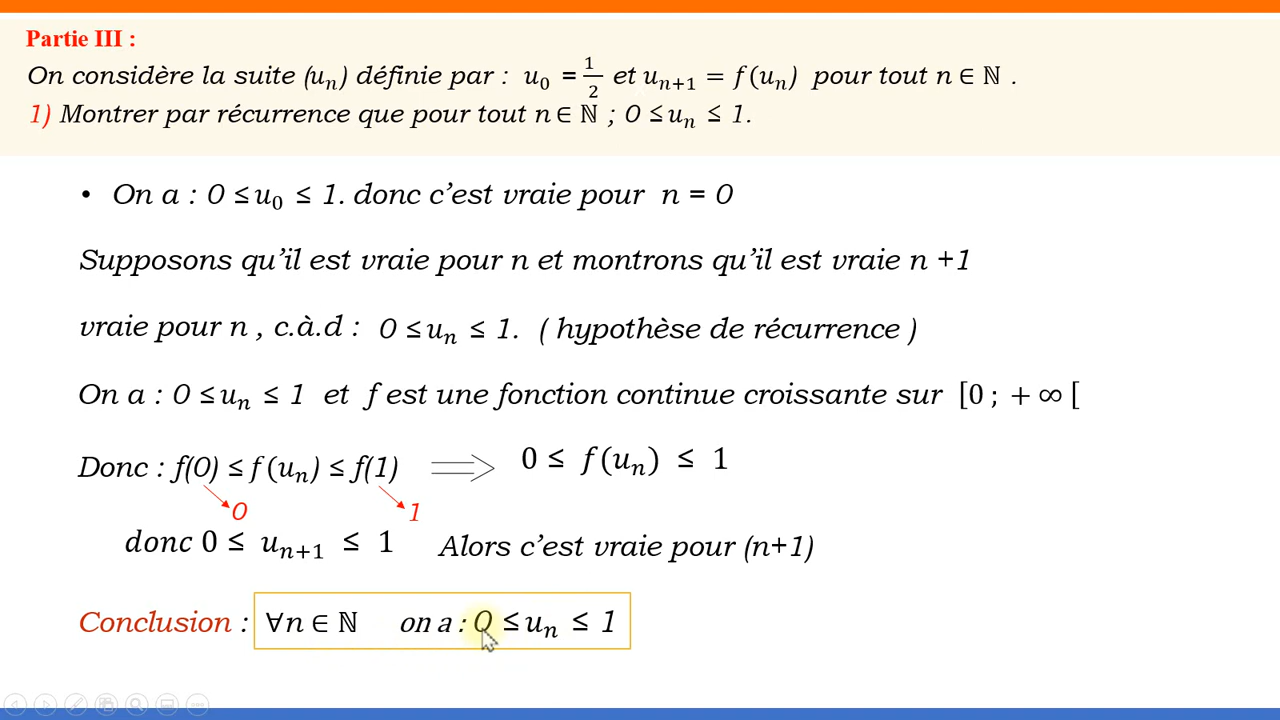 Partie III :
On considère la suite (uₙ) définie par : u₀ = 1/2 et uₙ₊₁ = f(uₙ) pour tout n ∈ ℕ .
1) Montrer par récurrence que pour tout n ∈ ℕ ; 0 ≤ uₙ ≤ 1.
• On a : 0 ≤ u₀ ≤ 1. donc c’est vraie pour n = 0
Supposons qu’il est vraie pour n et montrons qu’il est vraie n +1
vraie pour n , c.à.d : 0 ≤ uₙ ≤ 1. ( hypothèse de récurrence )
On a : 0 ≤ uₙ ≤ 1 et f est une fonction continue croissante sur [0 ; + ∞ [
Donc : f(0) ≤ f (uₙ) ≤ f(1) ⟹ 0 ≤ f(uₙ) ≤ 1
0 1
donc 0 ≤ uₙ₊₁ ≤ 1 Alors c’est vraie pour (n+1)
Conclusion : ∀n ∈ ℕ on a : 0 ≤ uₙ ≤ 1